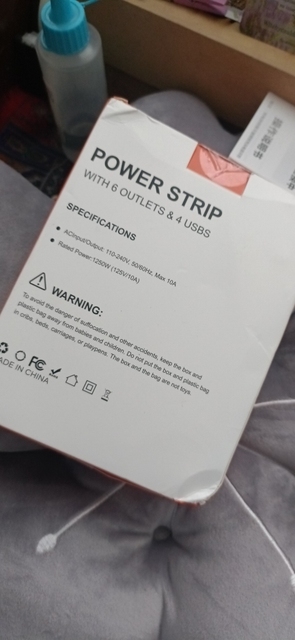 POWER STRIP
WITH 6 OUTLETS & 4 USBS
SPECIFICATIONS
● ACInput/Output: 110-240V, 50/60Hz, Max 10A
● Rated Power:1250W (125V/10A)
WARNING:
To avoid the danger of suffocation and other accidents, keep the box and
plastic bag away from babies and children. Do not put the box and plastic bag
in cribs, beds, carriages, or playpens. The box and the bag are not toys.
FC
ADE IN CHINA